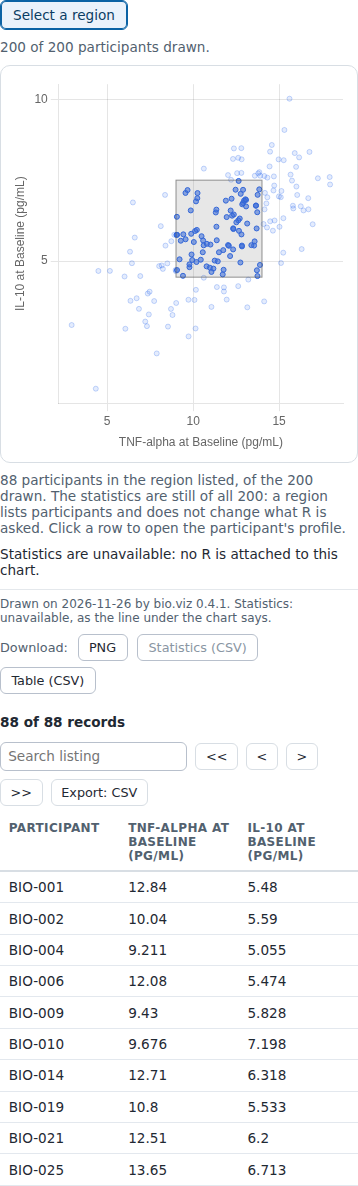 Select a region
200 of 200 participants drawn.
10
5
IL-10 at Baseline (pg/mL)
5
10
15
TNF-alpha at Baseline (pg/mL)
88 participants in the region listed, of the 200
drawn. The statistics are still of all 200: a region
lists participants and does not change what R is
asked. Click a row to open the participant's profile.
Statistics are unavailable: no R is attached to this
chart.
Drawn on 2026-11-26 by bio.viz 0.4.1. Statistics:
unavailable, as the line under the chart says.
Download: PNG Statistics (CSV)
Table (CSV)
88 of 88 records
Search listing << < >
>> Export: CSV
PARTICIPANT TNF-ALPHA AT BASELINE (PG/ML) IL-10 AT BASELINE (PG/ML)
BIO-001 12.84 5.48
BIO-002 10.04 5.59
BIO-004 9.211 5.055
BIO-006 12.08 5.474
BIO-009 9.43 5.828
BIO-010 9.676 7.198
BIO-014 12.71 6.318
BIO-019 10.8 5.533
BIO-021 12.51 6.2
BIO-025 13.65 6.713